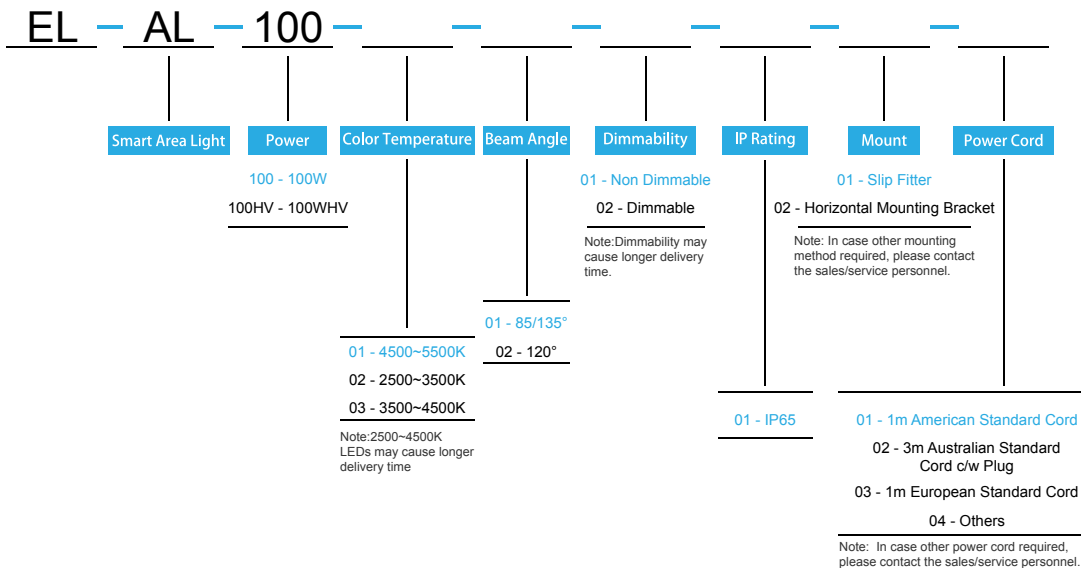 EL AL 100
Smart Area Light
Power
100 - 100W
100HV - 100WHV
Color Temperature
01 - 4500~5500K
02 - 2500~3500K
03 - 3500~4500K
Note:2500~4500K
LEDs may cause longer
delivery time
Beam Angle
01 - 85/135°
02 - 120°
Dimmability
01 - Non Dimmable
02 - Dimmable
Note:Dimmability may
cause longer delivery
time.
IP Rating
01 - IP65
Mount
01 - Slip Fitter
02 - Horizontal Mounting Bracket
Note: In case other mounting
method required, please contact
the sales/service personnel.
Power Cord
01 - 1m American Standard Cord
02 - 3m Australian Standard
Cord c/w Plug
03 - 1m European Standard Cord
04 - Others
Note: In case other power cord required,
please contact the sales/service personnel.